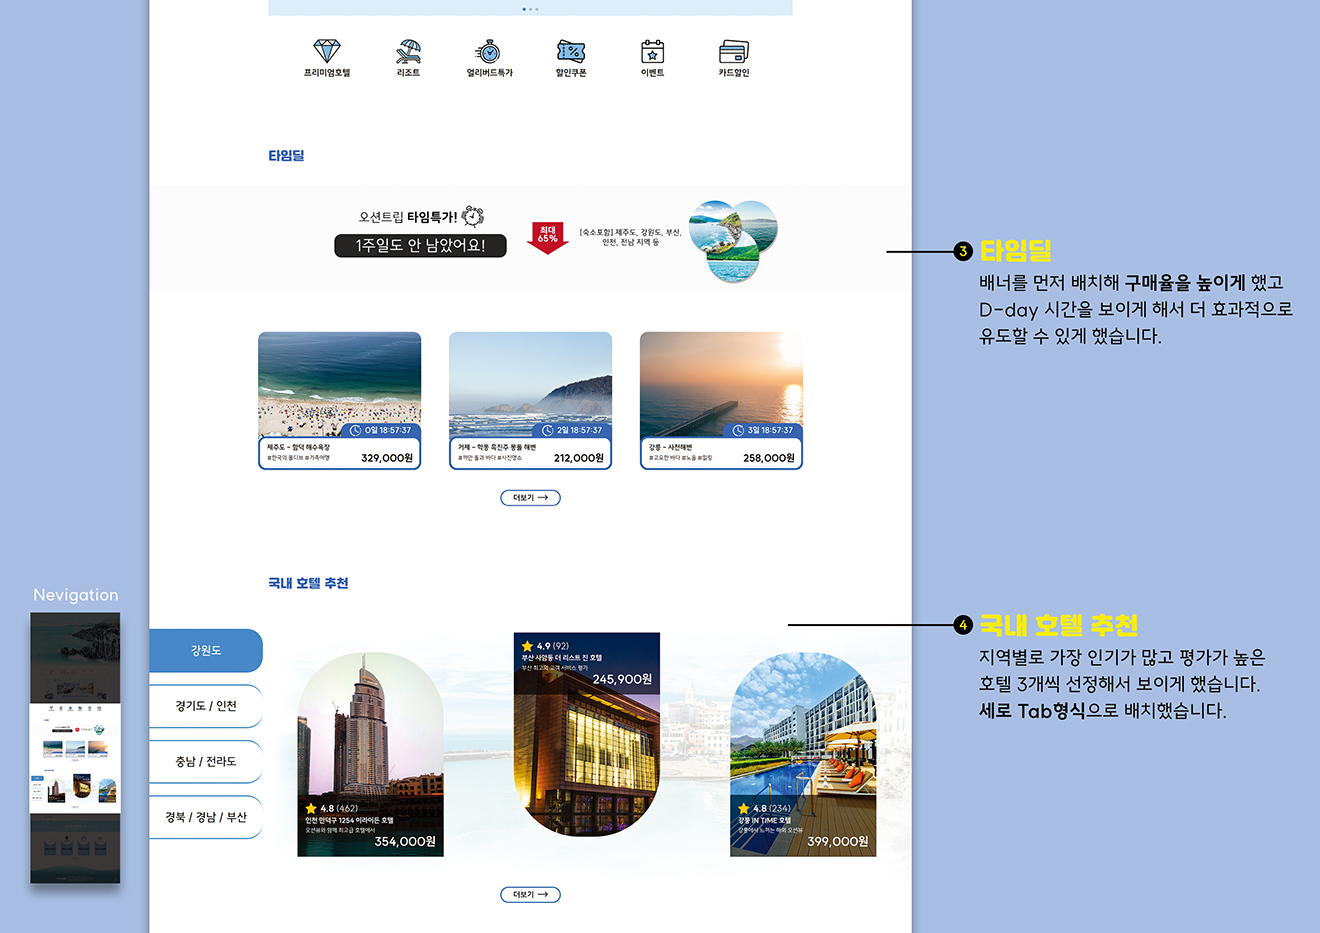 프리미엄호텔
리조트
얼리버드특가
할인쿠폰
이벤트
카드할인
타임딜
오션트립 타임특가!
1주일도 안 남았어요!
최대
65%
[숙소포함] 제주도, 강원도, 부산,
인천, 전남 지역 등
3 타임딜
배너를 먼저 배치해 구매율을 높이게 했고
D-day 시간을 보이게 해서 더 효과적으로
유도할 수 있게 했습니다.
0일 18:57:37
제주도 - 함덕 해수욕장
#한국의 몰디브 #가족여행
329,000원
2일 18:57:37
거제 - 학동 흑진주 몽돌 해변
#까만 돌과 바다 #사진명소
212,000원
3일 18:57:37
강릉 - 사천해변
#고요한 바다 #노을 #힐링
258,000원
더보기
국내 호텔 추천
Nevigation
강원도
경기도 / 인천
충남 / 전라도
경북 / 경남 / 부산
4.8 (462)
인천 만덕구 1254 이라이든 호텔
오션뷰와 함께 최고급 호텔에서
354,000원
4.9 (92)
부산 사암동 더 리스트 진 호텔
부산 최고의 고객 서비스 평가
245,900원
4.8 (234)
강릉 IN TIME 호텔
강릉에서 느끼는 해외 오션뷰
399,000원
더보기
4 국내 호텔 추천
지역별로 가장 인기가 많고 평가가 높은
호텔 3개씩 선정해서 보이게 했습니다.
세로 Tab형식으로 배치했습니다.